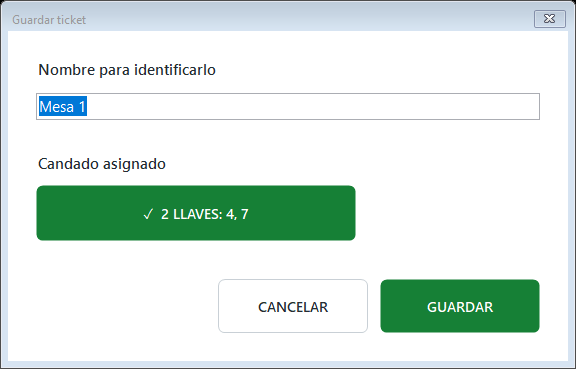 Guardar ticket
Nombre para identificarlo
Mesa 1
Candado asignado
✓ 2 LLAVES: 4, 7
CANCELAR
GUARDAR